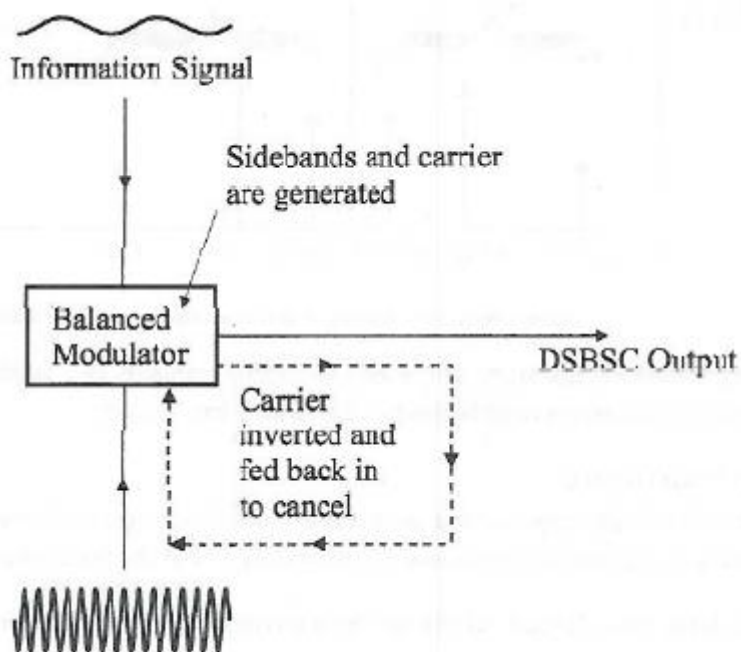 Information Signal
Sidebands and carrier
are generated
Balanced
Modulator
DSBSC Output
Carrier
inverted and
fed back in
to cancel